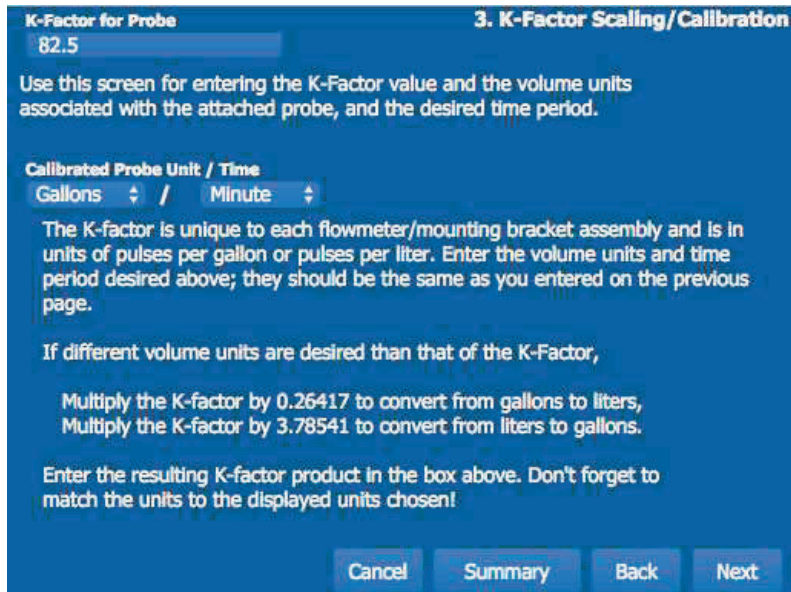 K-Factor for Probe
3. K-Factor Scaling/Calibration
82.5
Use this screen for entering the K-Factor value and the volume units
associated with the attached probe, and the desired time period.
Calibrated Probe Unit / Time
Gallons / Minute
The K-factor is unique to each flowmeter/mounting bracket assembly and is in
units of pulses per gallon or pulses per liter. Enter the volume units and time
period desired above; they should be the same as you entered on the previous
page.
If different volume units are desired than that of the K-Factor,
Multiply the K-factor by 0.26417 to convert from gallons to liters,
Multiply the K-factor by 3.78541 to convert from liters to gallons.
Enter the resulting K-factor product in the box above. Don't forget to
match the units to the displayed units chosen!
Cancel Summary Back Next